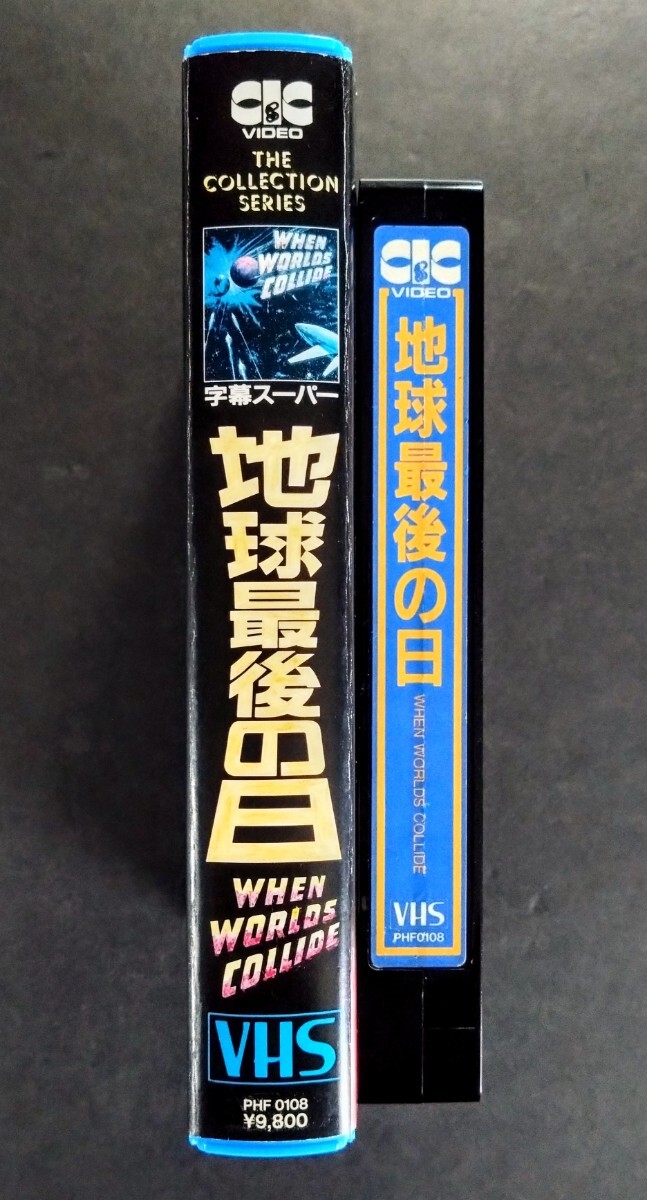 CIC
VIDEO
THE
COLLECTION
SERIES
WHEN
WORLDS
COLLIDE
字幕スーパー
地球最後の日
WHEN
WORLDS
COLLIDE
VHS
PHF 0108
¥9,800
CIC
VIDEO
地球最後の日
WHEN WORLDS COLLIDE
VHS
PHF0108